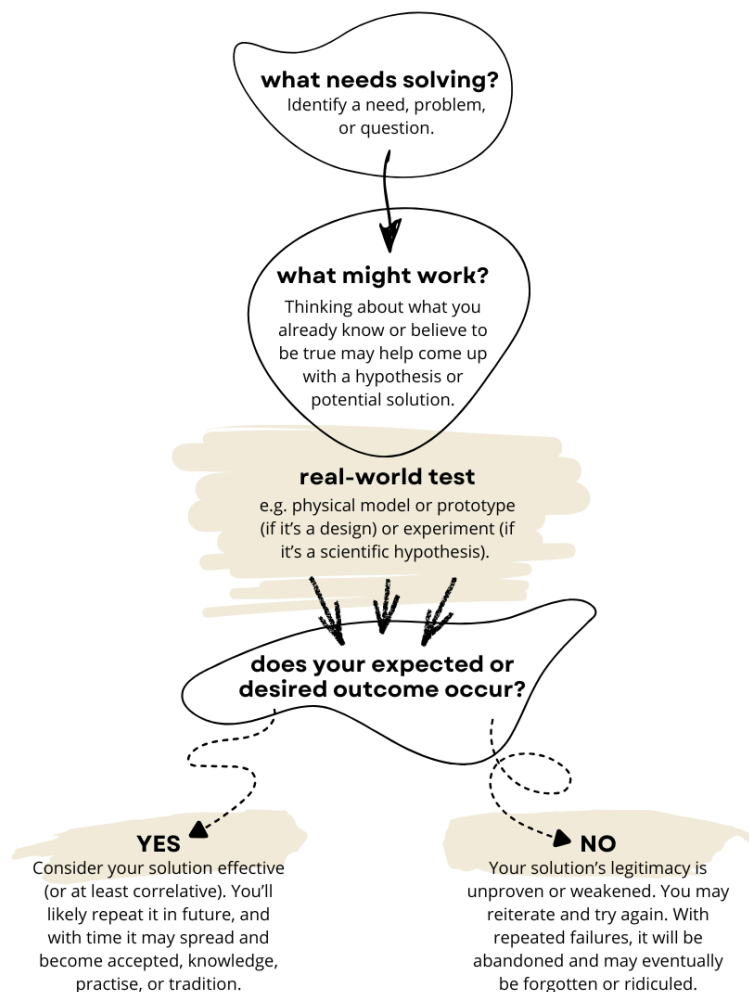 what needs solving?
Identify a need, problem,
or question.
what might work?
Thinking about what you
already know or believe to
be true may help come up
with a hypothesis or
potential solution.
real-world test
e.g. physical model or prototype
(if it's a design) or experiment (if
it's a scientific hypothesis).
does your expected or
desired outcome occur?
YES
Consider your solution effective
(or at least correlative). You'll
likely repeat it in future, and
with time it may spread and
become accepted, knowledge,
practise, or tradition.
NO
Your solution's legitimacy is
unproven or weakened. You may
reiterate and try again. With
repeated failures, it will be
abandoned and may eventually
be forgotten or ridiculed.